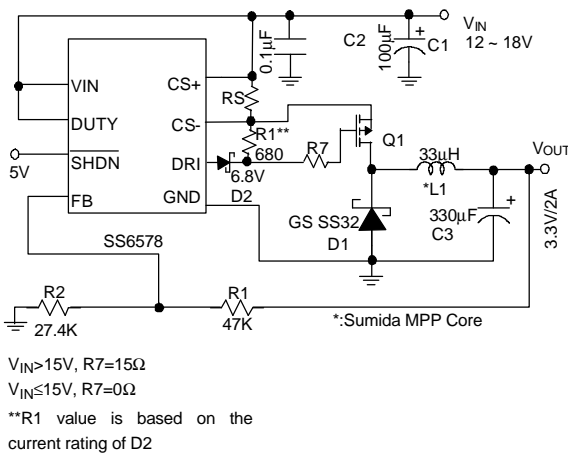 VIN
12 ~ 18V
C2
C1
0.1µF
100µF
VIN
CS+
RS
DUTY
CS-
Q1
R1**
SHDN
DRI
680
R7
5V
6.8V
33µH
VOUT
*L1
FB
GND
D2
GS SS32
D1
330µF
C3
3.3V/2A
SS6578
R2
27.4K
R1
47K
*:Sumida MPP Core
VIN>15V, R7=15Ω
VIN≤15V, R7=0Ω
**R1 value is based on the
current rating of D2